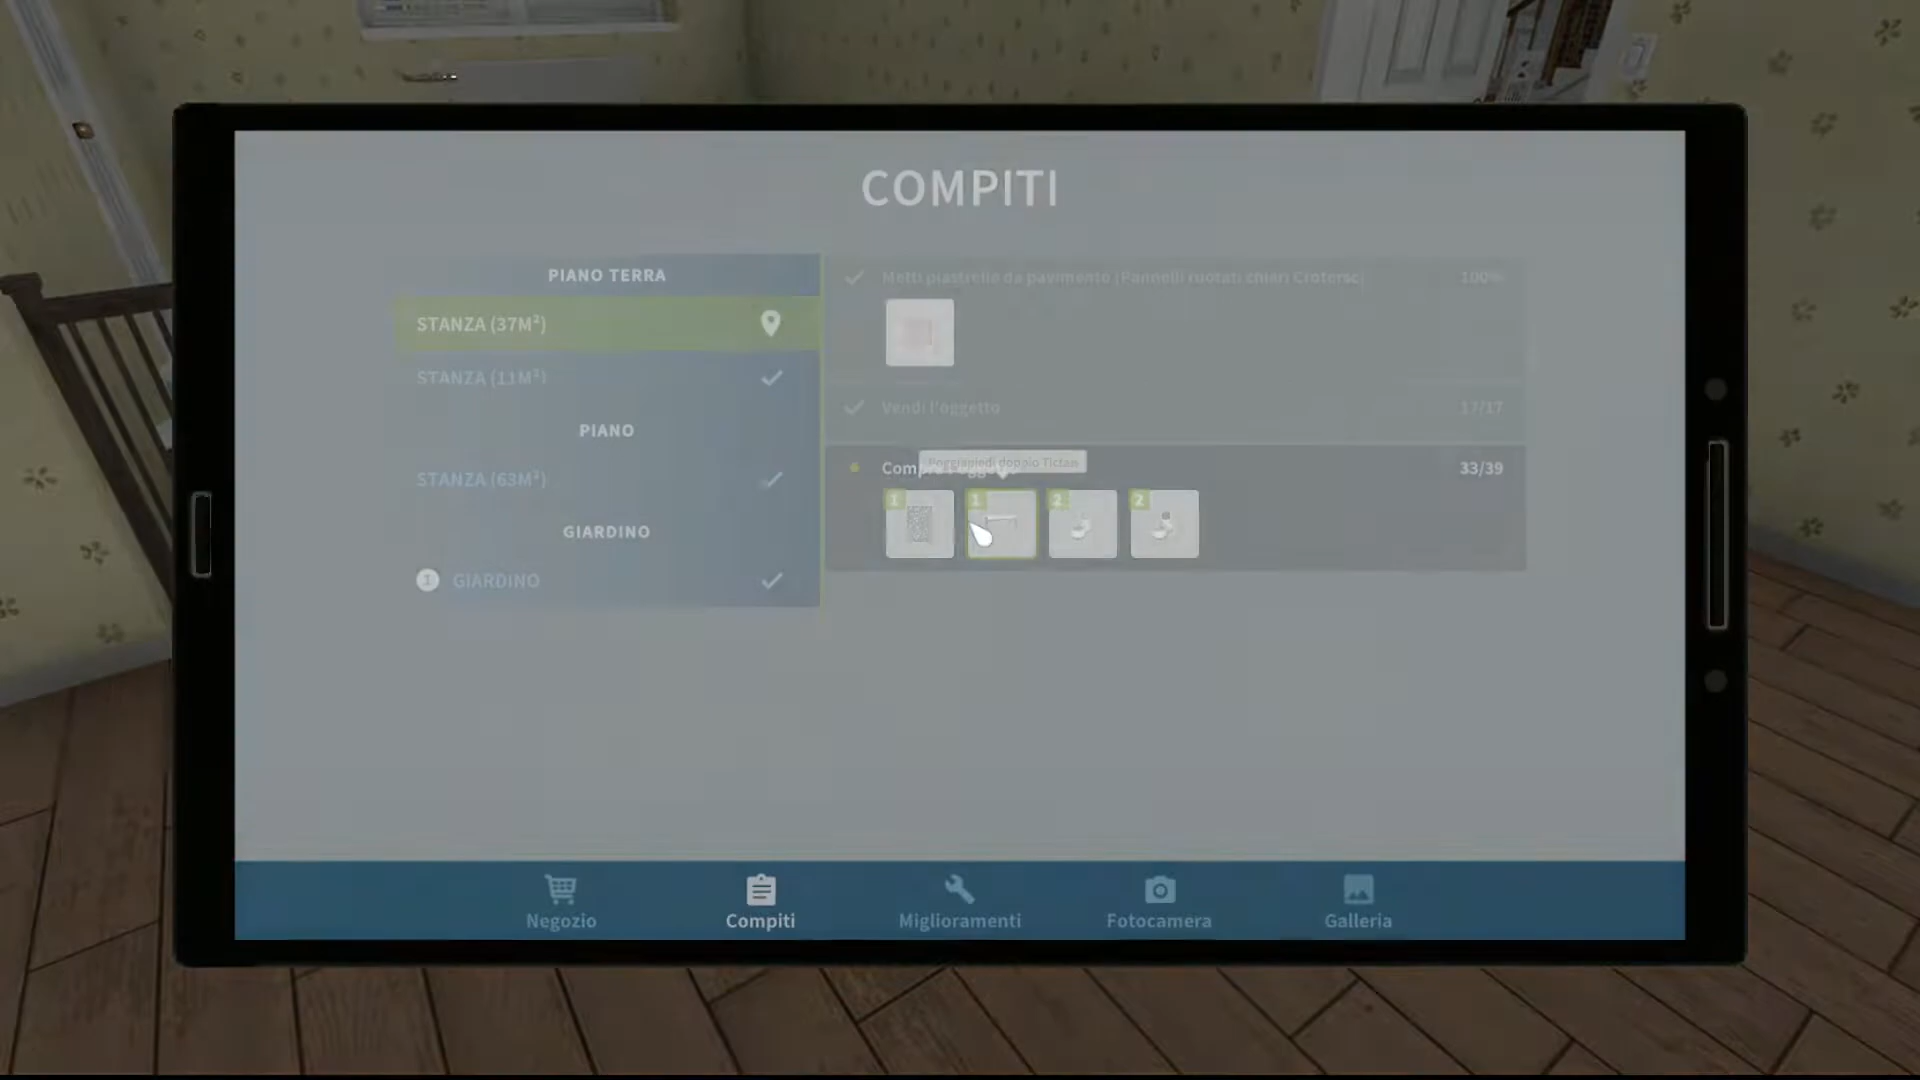 COMPITI
PIANO TERRA
STANZA (37M²)
STANZA (11M²)
PIANO
STANZA (63M²)
GIARDINO
1 GIARDINO
Metti piastrelle da pavimento (Pannelli ruotati chiari Crotersc) 100%
Vendi l'oggetto 17/17
Poggiapiedi doppio Tictan
33/39
1 1 2 2
Negozio Compiti Miglioramenti Fotocamera Galleria